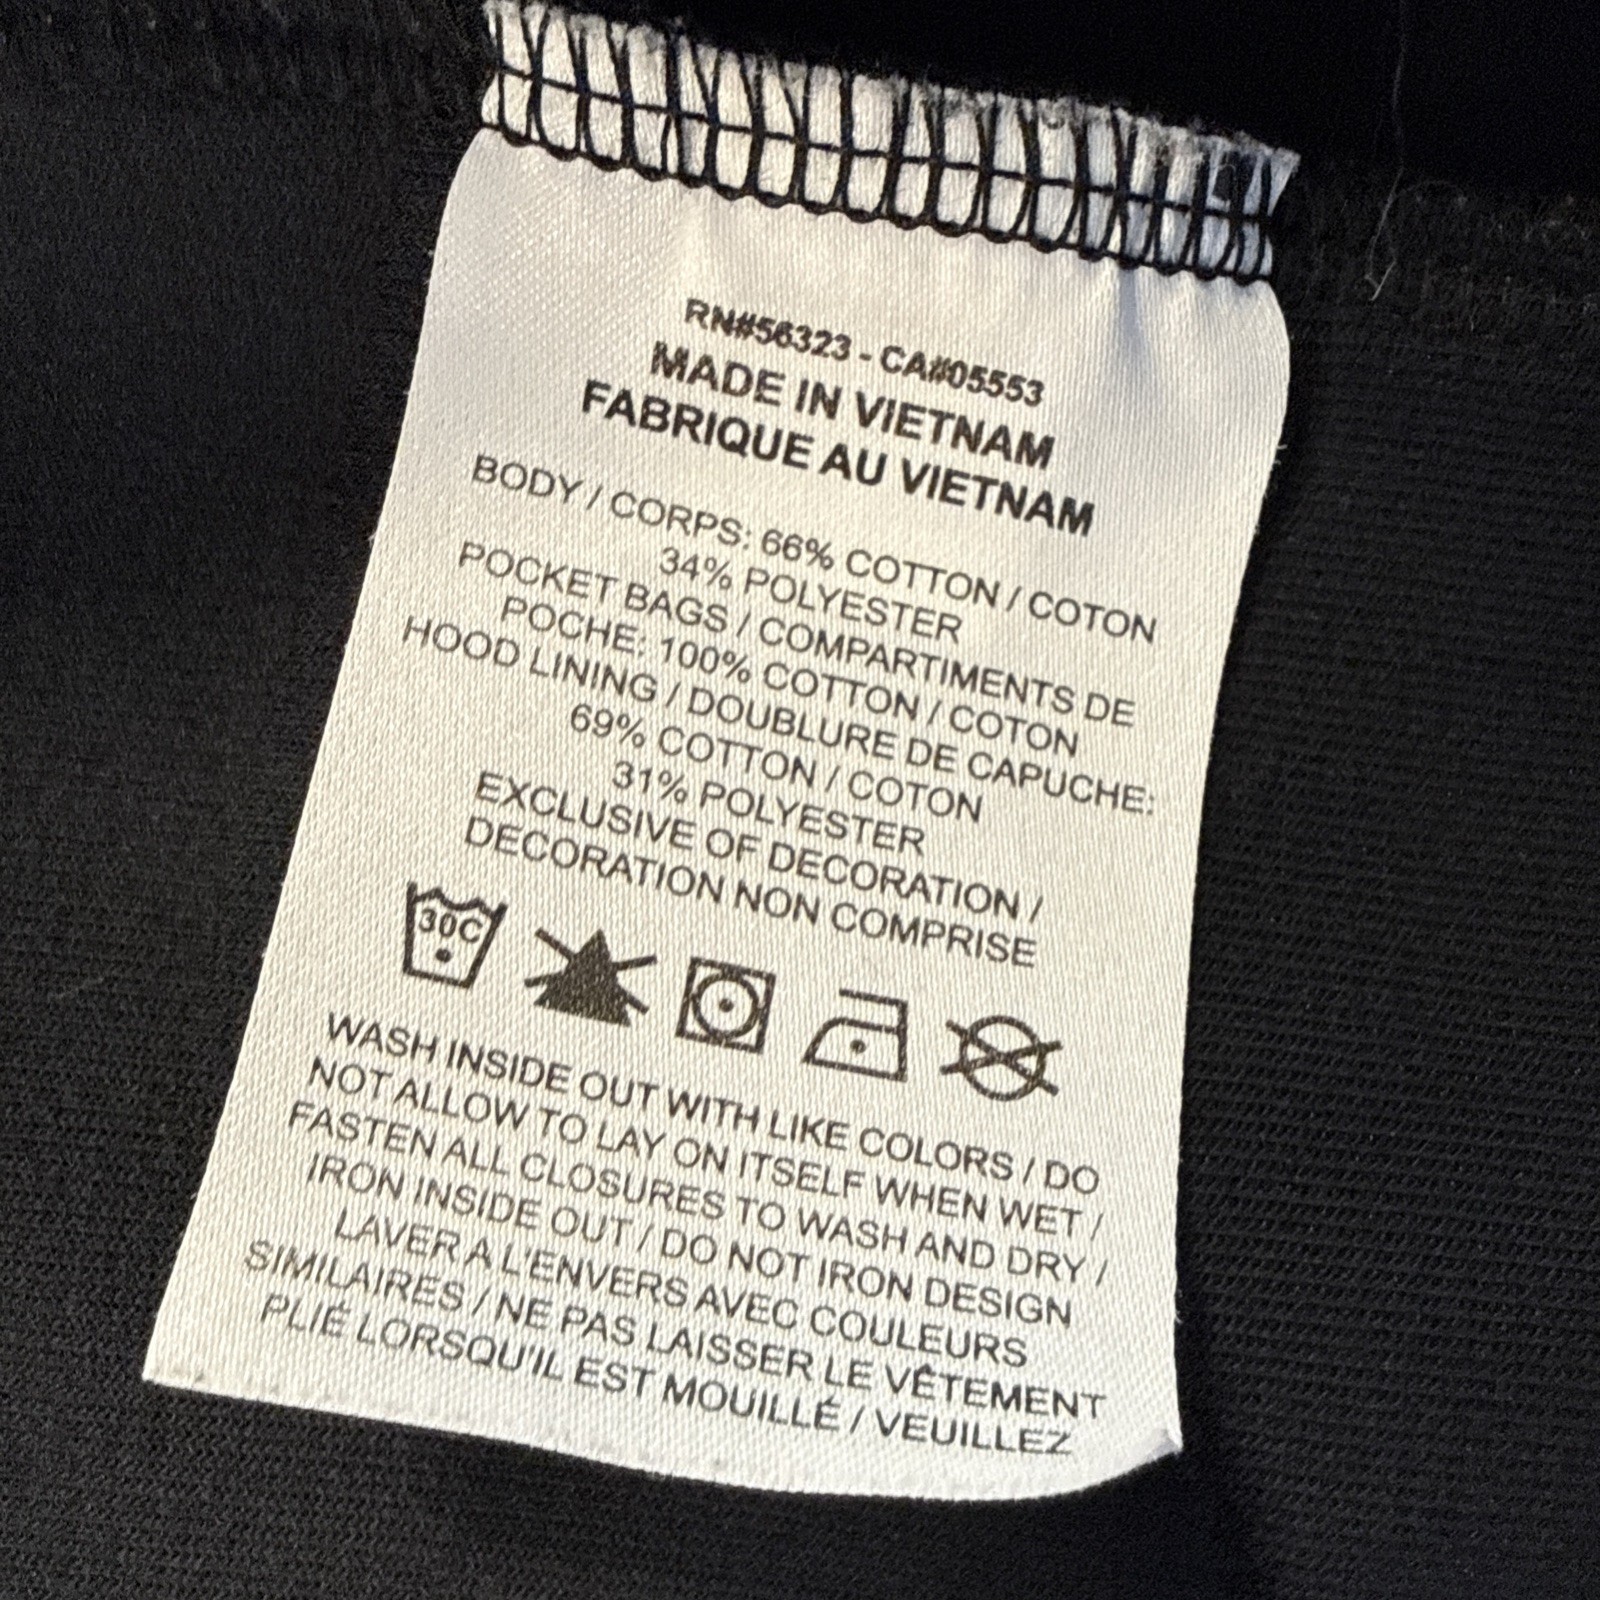 RN#56323 - CA#05553
MADE IN VIETNAM
FABRIQUE AU VIETNAM
BODY / CORPS: 66% COTTON / COTON
34% POLYESTER
POCKET BAGS / COMPARTIMENTS DE
POCHE: 100% COTTON / COTON
HOOD LINING / DOUBLURE DE CAPUCHE:
69% COTTON / COTON
31% POLYESTER
EXCLUSIVE OF DECORATION /
DECORATION NON COMPRISE
30C
WASH INSIDE OUT WITH LIKE COLORS / DO
NOT ALLOW TO LAY ON ITSELF WHEN WET /
FASTEN ALL CLOSURES TO WASH AND DRY /
IRON INSIDE OUT / DO NOT IRON DESIGN
LAVER A L'ENVERS AVEC COULEURS
SIMILAIRES / NE PAS LAISSER LE VÊTEMENT
PLIÉ LORSQU'IL EST MOUILLÉ / VEUILLEZ